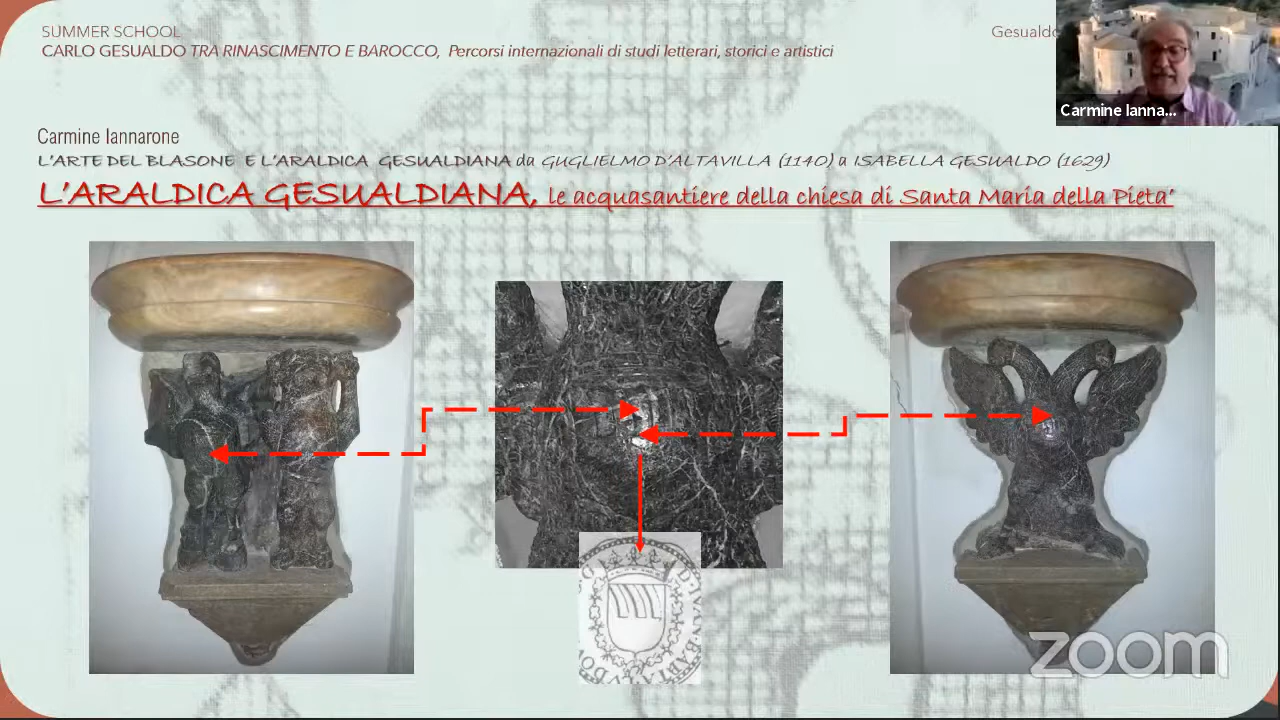 SUMMER SCHOOL
CARLO GESUALDO TRA RINASCIMENTO E BAROCCO, Percorsi internazionali di studi letterari, storici e artistici
Gesualdo
Carmine Ianna...
Carmine Iannarone
L'ARTE DEL BLASONE E L'ARALDICA GESUALDIANA da GUGLIELMO D'ALTAVILLA (1140) a ISABELLA GESUALDO (1629)
L'ARALDICA GESUALDIANA, le acquasantiere della chiesa di Santa Maria della Pieta'
zoom